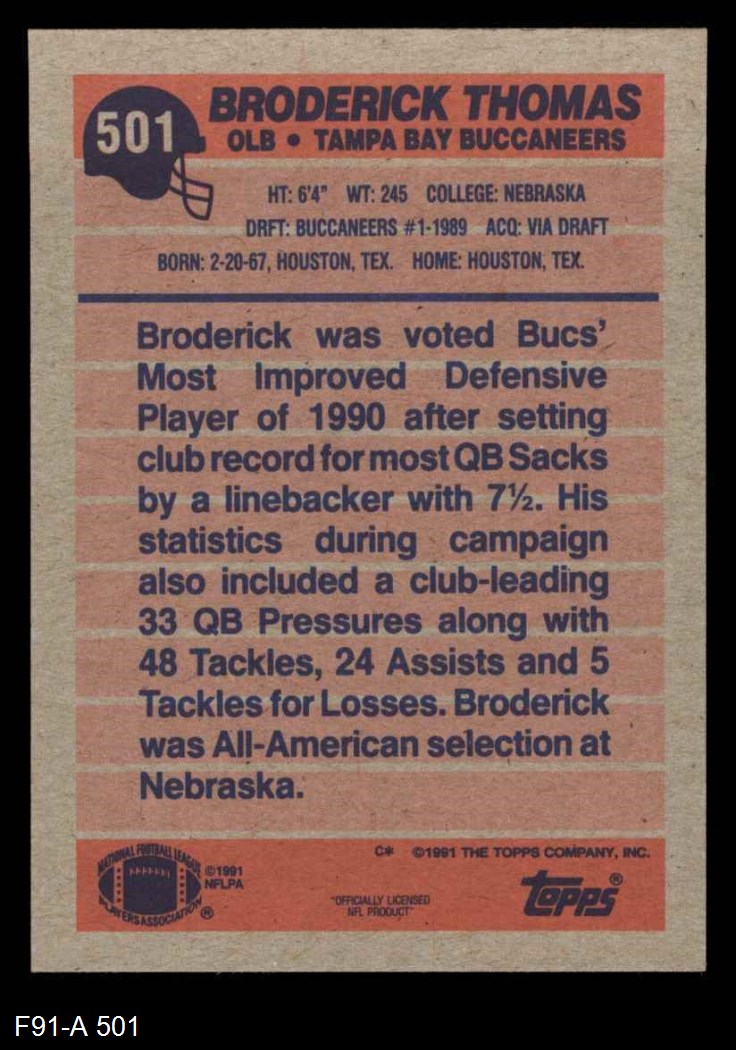 501
BRODERICK THOMAS
OLB • TAMPA BAY BUCCANEERS
HT: 6'4" WT: 245 COLLEGE: NEBRASKA
DRFT: BUCCANEERS #1-1989 ACQ: VIA DRAFT
BORN: 2-20-67, HOUSTON, TEX. HOME: HOUSTON, TEX.
Broderick was voted Bucs'
Most Improved Defensive
Player of 1990 after setting
club record for most QB Sacks
by a linebacker with 7½. His
statistics during campaign
also included a club-leading
33 QB Pressures along with
48 Tackles, 24 Assists and 5
Tackles for Losses. Broderick
was All-American selection at
Nebraska.
NATIONAL FOOTBALL LEAGUE
PLAYERS ASSOCIATION ®
©1991
NFLPA
C* ©1991 THE TOPPS COMPANY, INC.
"OFFICIALLY LICENSED
NFL PRODUCT"
topps®
F91-A 501